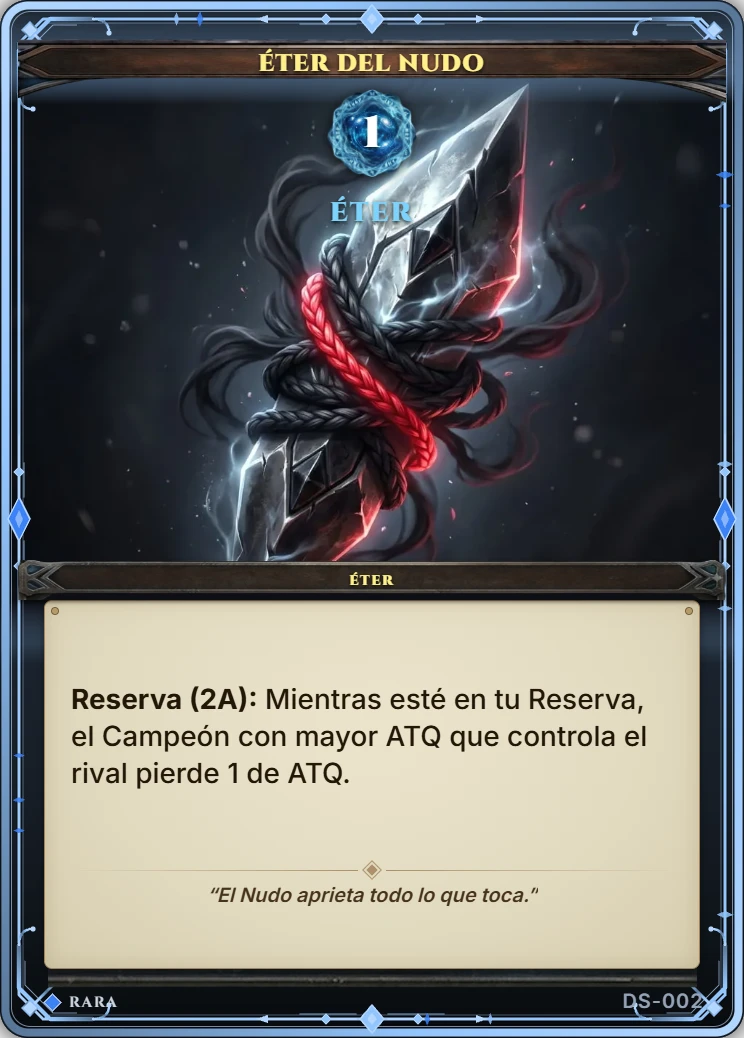 ÉTER DEL NUDO
1
ÉTER
ÉTER
Reserva (2A): Mientras esté en tu Reserva,
el Campeón con mayor ATQ que controla el
rival pierde 1 de ATQ.
“El Nudo aprieta todo lo que toca.”
RARA
DS-002